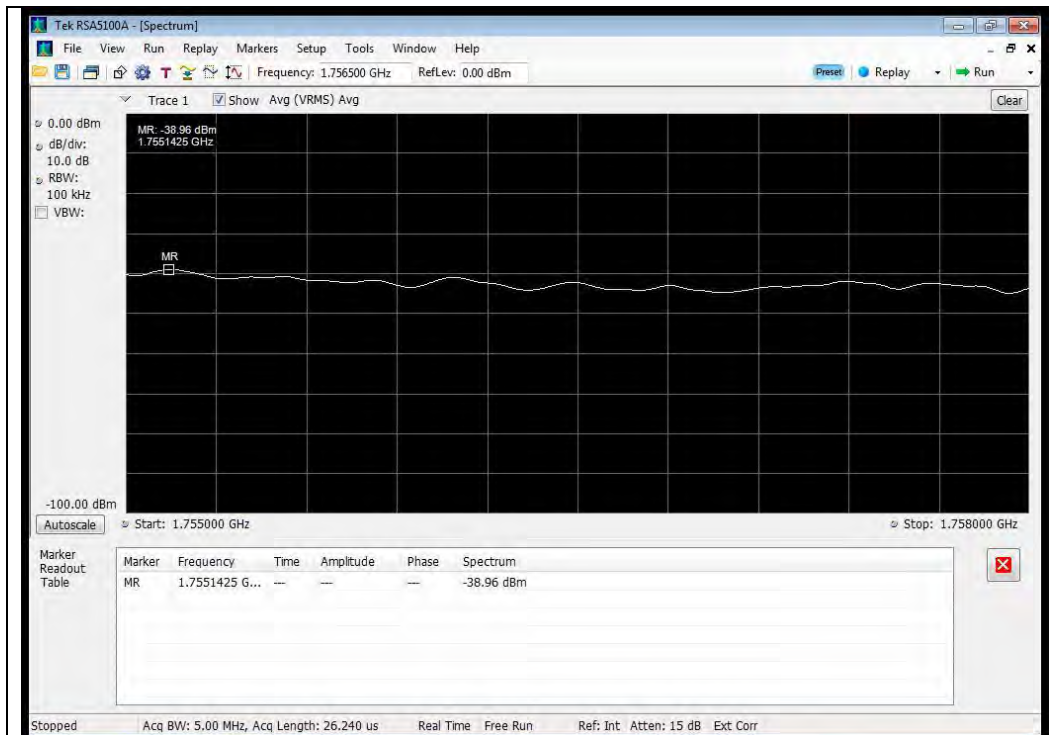 Tek RSA5100A - [Spectrum]
File View Run Replay Markers Setup Tools Window Help
T Frequency: 1.756500 GHz RefLev: 0.00 dBm Preset Replay Run
Trace 1 Show Avg (VRMS) Avg Clear
0.00 dBm
dB/div:
10.0 dB
RBW:
100 kHz
VBW:
MR: -38.96 dBm
1.7551425 GHz
MR
-100.00 dBm
Autoscale Start: 1.755000 GHz Stop: 1.758000 GHz
Marker
Readout
Table
Marker Frequency Time Amplitude Phase Spectrum
MR 1.7551425 G... --- --- --- -38.96 dBm
Stopped Acq BW: 5.00 MHz, Acq Length: 26.240 us Real Time Free Run Ref: Int Atten: 15 dB Ext Corr